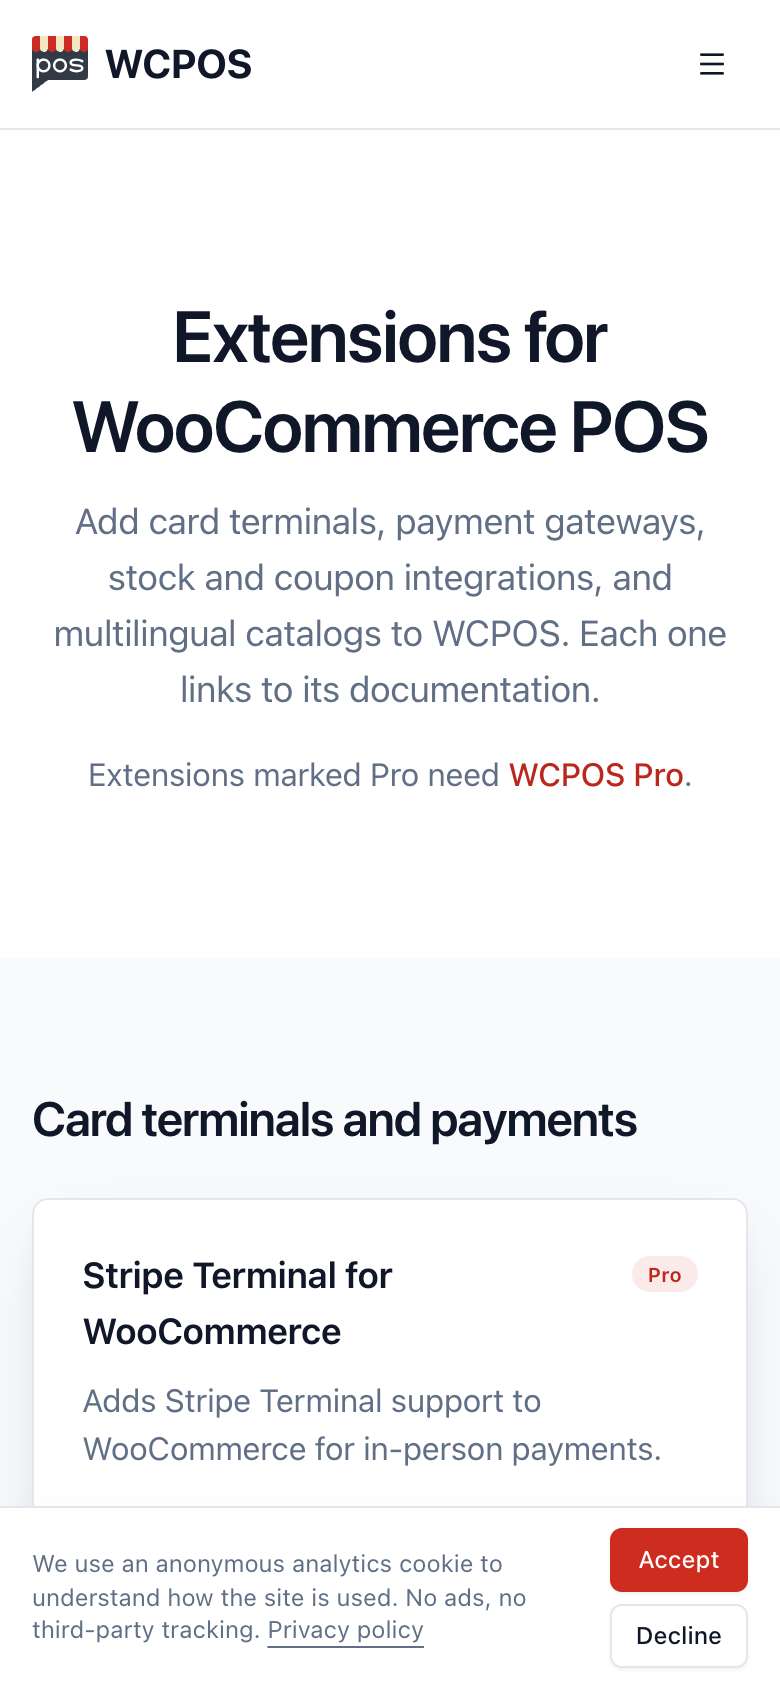 pos WCPOS
Extensions for
WooCommerce POS
Add card terminals, payment gateways,
stock and coupon integrations, and
multilingual catalogs to WCPOS. Each one
links to its documentation.
Extensions marked Pro need WCPOS Pro.
Card terminals and payments
Stripe Terminal for
WooCommerce
Pro
Adds Stripe Terminal support to
WooCommerce for in-person payments.
We use an anonymous analytics cookie to
understand how the site is used. No ads, no
third-party tracking. Privacy policy
Accept
Decline